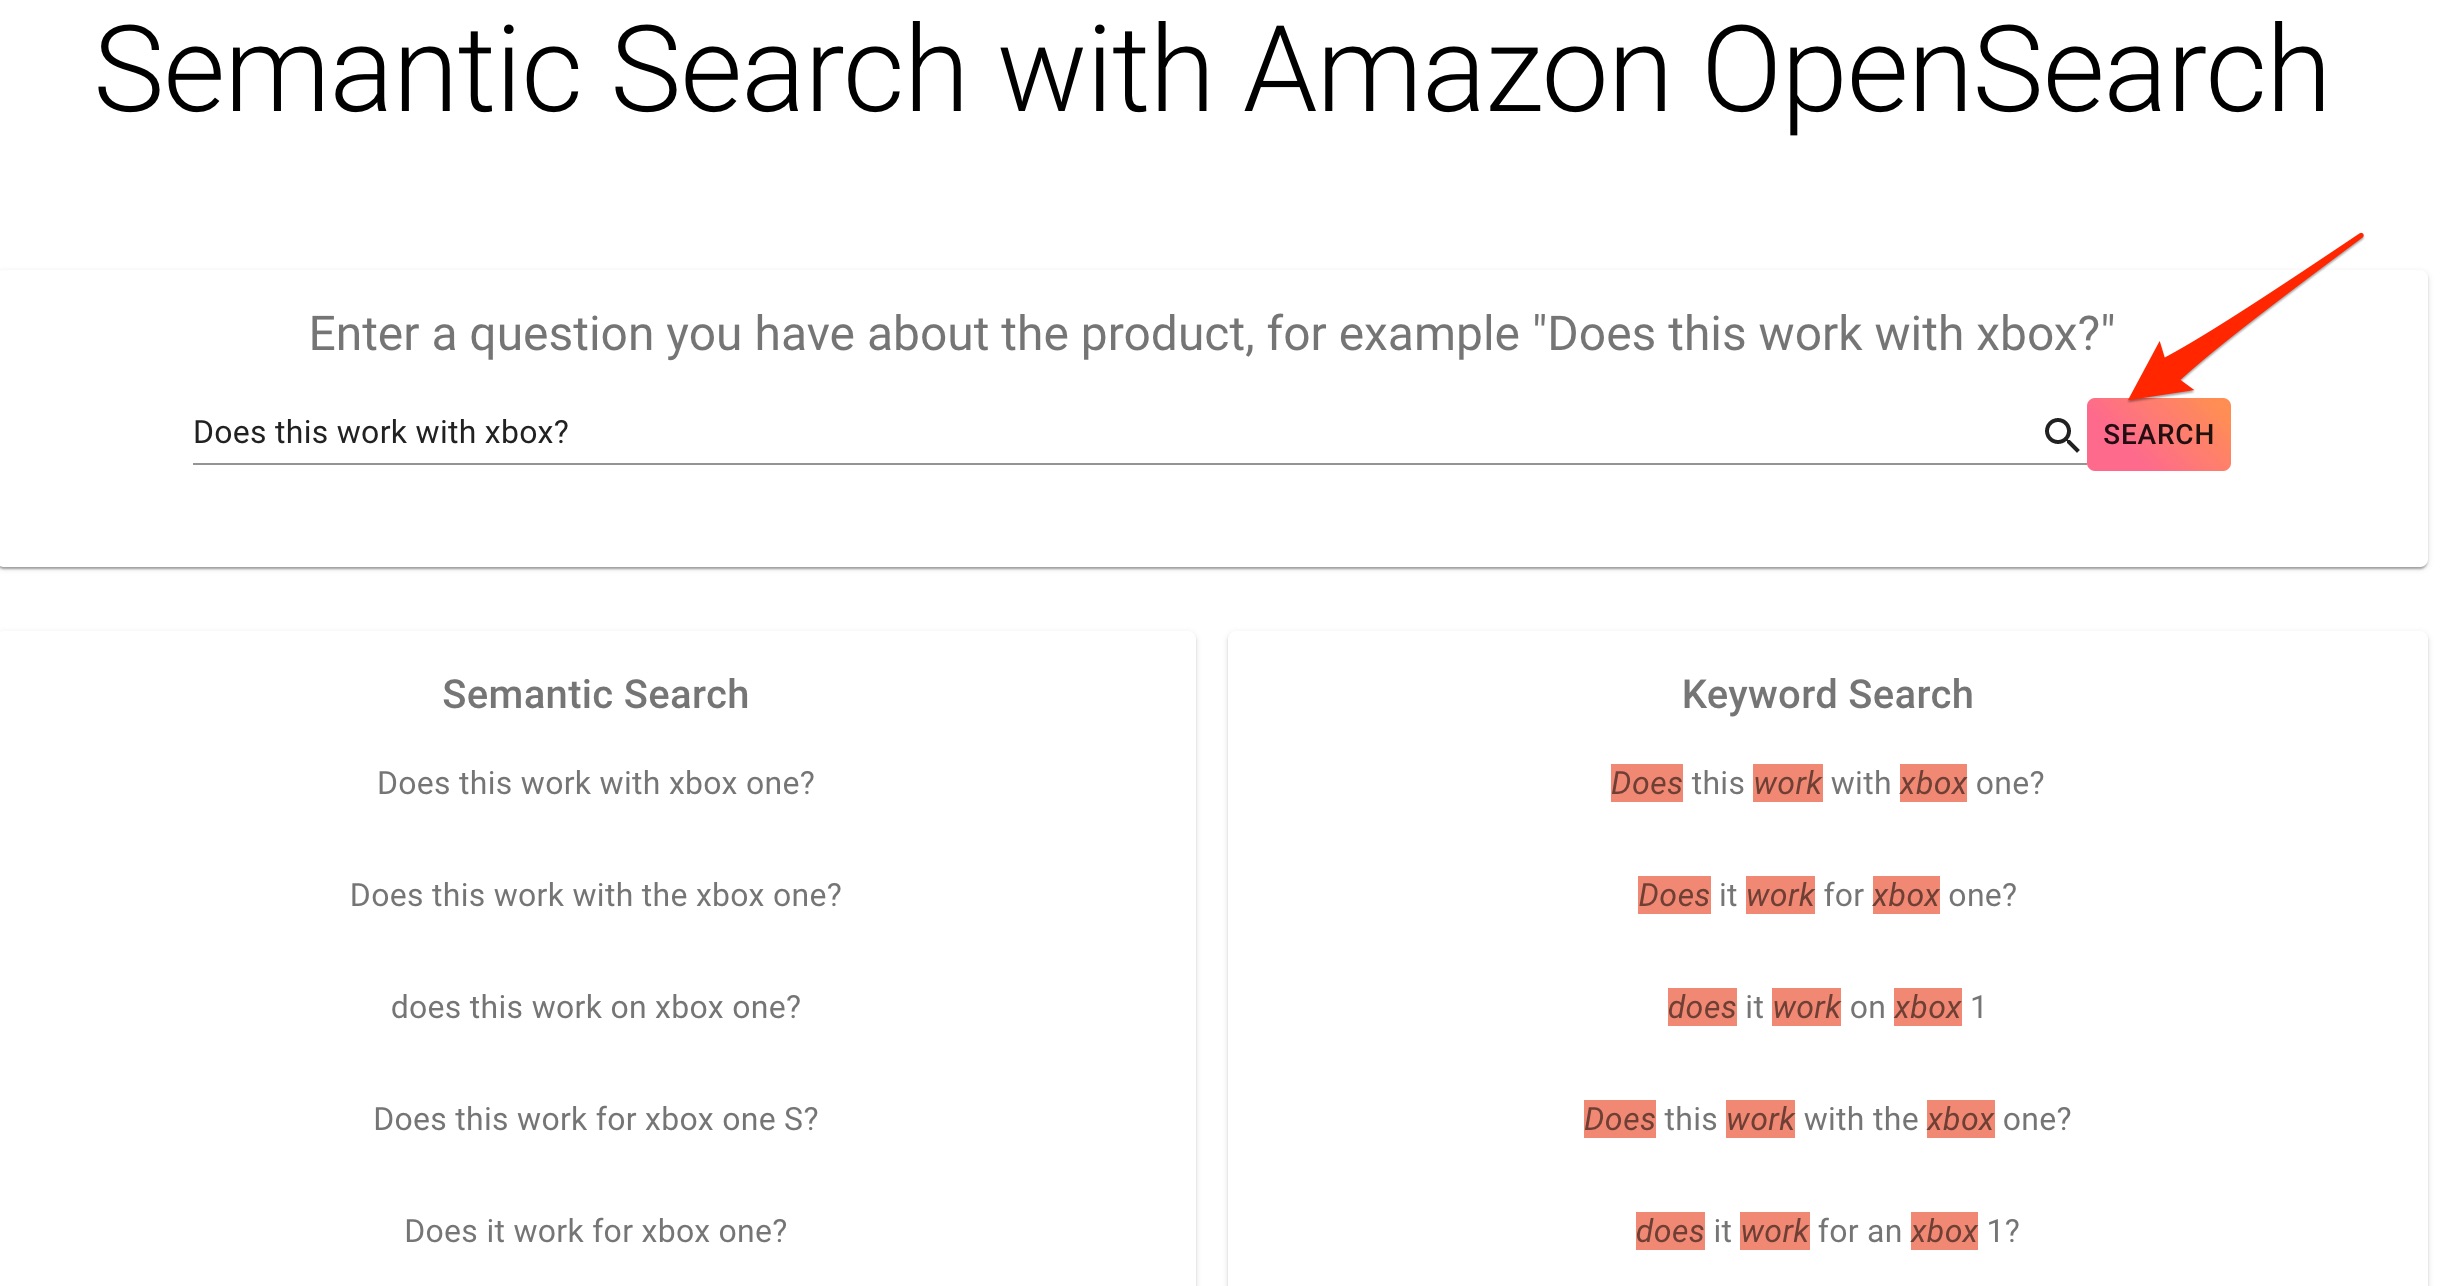 Semantic Search with Amazon OpenSearch
Enter a question you have about the product, for example "Does this work with xbox?"
Does this work with xbox?
SEARCH
Semantic Search
Does this work with xbox one?
Does this work with the xbox one?
does this work on xbox one?
Does this work for xbox one S?
Does it work for xbox one?
Keyword Search
Does this work with xbox one?
Does it work for xbox one?
does it work on xbox 1
Does this work with the xbox one?
does it work for an xbox 1?